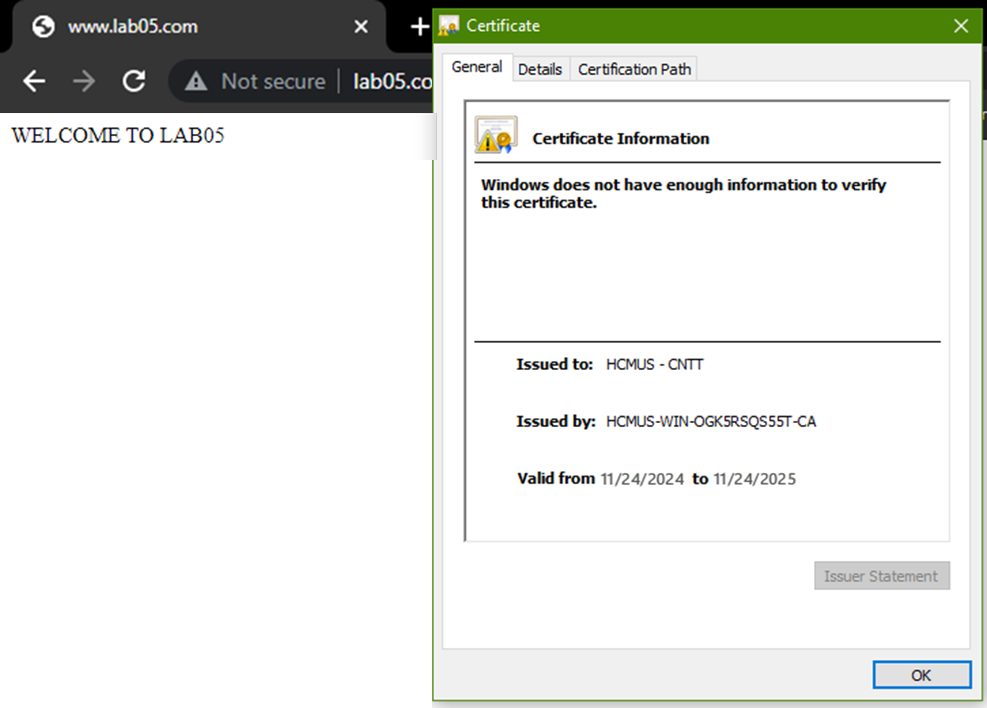 www.lab05.com
Certificate
Not secure
lab05.co
WELCOME TO LAB05
General
Details
Certification Path
Certificate Information
Windows does not have enough information to verify
this certificate.
Issued to: HCMUS - CNTT
Issued by: HCMUS-WIN-OGK5RSQS55T-CA
Valid from 11/24/2024 to 11/24/2025
Issuer Statement
OK